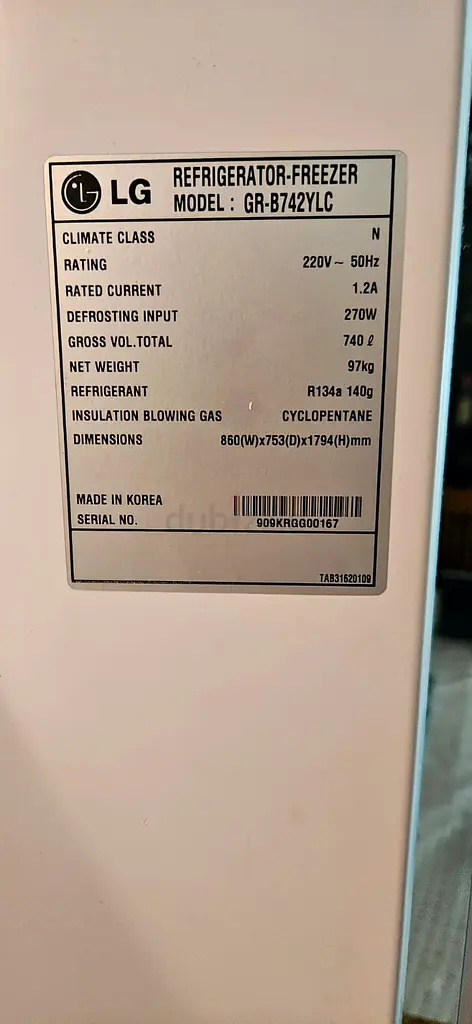 LG REFRIGERATOR-FREEZER
MODEL : GR-B742YLC
CLIMATE CLASS N
RATING 220V~ 50Hz
RATED CURRENT 1.2A
DEFROSTING INPUT 270W
GROSS VOL.TOTAL 740 ℓ
NET WEIGHT 97kg
REFRIGERANT R134a 140g
INSULATION BLOWING GAS CYCLOPENTANE
DIMENSIONS 860(W)x753(D)x1794(H)mm
MADE IN KOREA
SERIAL NO. 909KRGG00167
TAB31620109